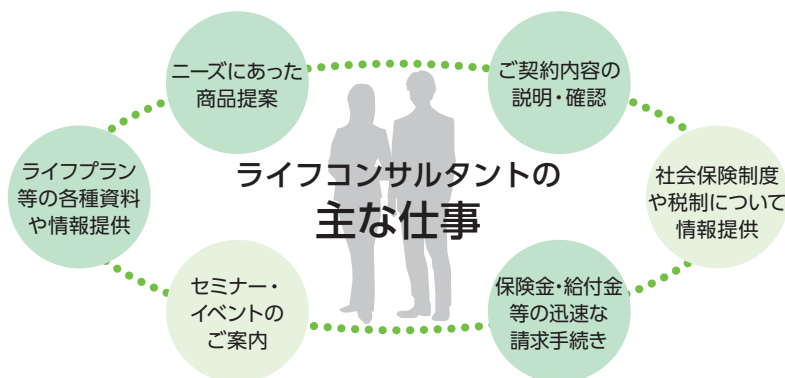 ニーズにあった
商品提案
ご契約内容の
説明・確認
ライフプラン
等の各種資料
や情報提供
ライフコンサルタントの
主な仕事
社会保険制度
や税制について
情報提供
セミナー・
イベントの
ご案内
保険金・給付金
等の迅速な
請求手続き